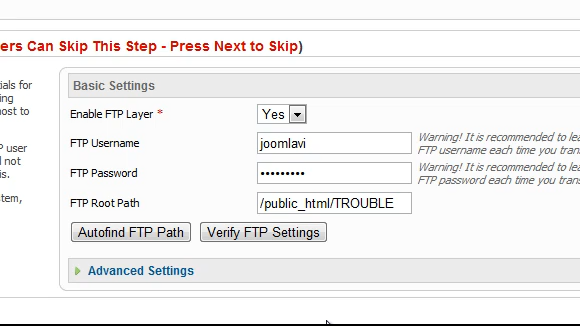 ers Can Skip This Step - Press Next to Skip)
ials for
ing
host to
P user
l not
is.
stem,
Basic Settings
Enable FTP Layer *
Yes
FTP Username
joomlavi
Warning! It is recommended to lea
FTP username each time you tran
FTP Password
•••••••••
Warning! It is recommended to lea
FTP password each time you trans
FTP Root Path
/public_html/TROUBLE
Autofind FTP Path
Verify FTP Settings
Advanced Settings